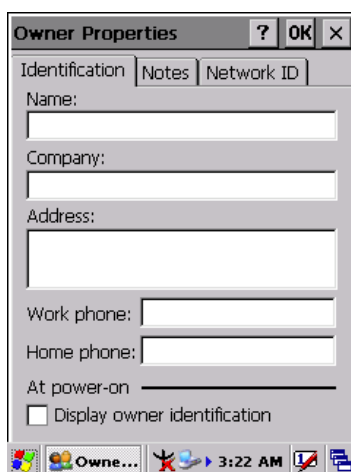 Owner Properties ? OK ×
Identification Notes Network ID
Name:
Company:
Address:
Work phone:
Home phone:
At power-on
Display owner identification
Owne... 3:22 AM